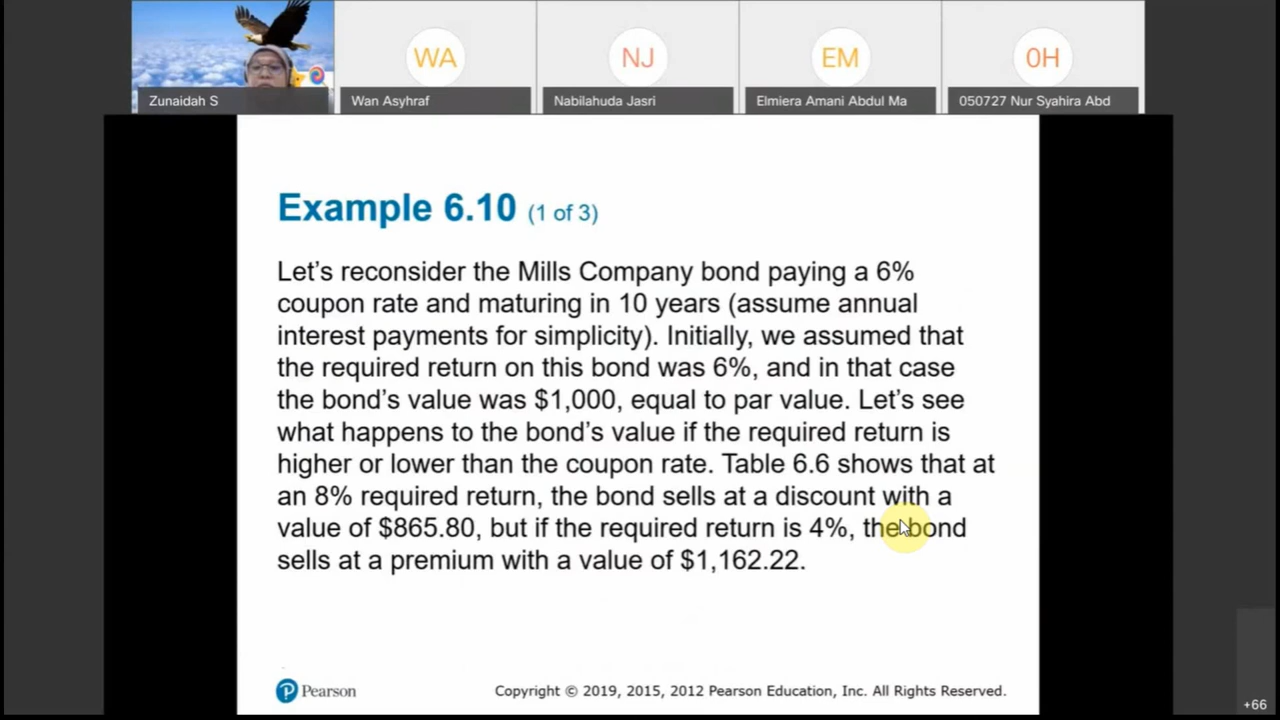 WA
NJ
EM
0H
Zunaidah S
Wan Asyhraf
Nabilahuda Jasri
Elmiera Amani Abdul Ma
050727 Nur Syahira Abd
Example 6.10 (1 of 3)
Let's reconsider the Mills Company bond paying a 6%
coupon rate and maturing in 10 years (assume annual
interest payments for simplicity). Initially, we assumed that
the required return on this bond was 6%, and in that case
the bond's value was $1,000, equal to par value. Let's see
what happens to the bond's value if the required return is
higher or lower than the coupon rate. Table 6.6 shows that at
an 8% required return, the bond sells at a discount with a
value of $865.80, but if the required return is 4%, the bond
sells at a premium with a value of $1,162.22.
P Pearson
Copyright © 2019, 2015, 2012 Pearson Education, Inc. All Rights Reserved.
+66